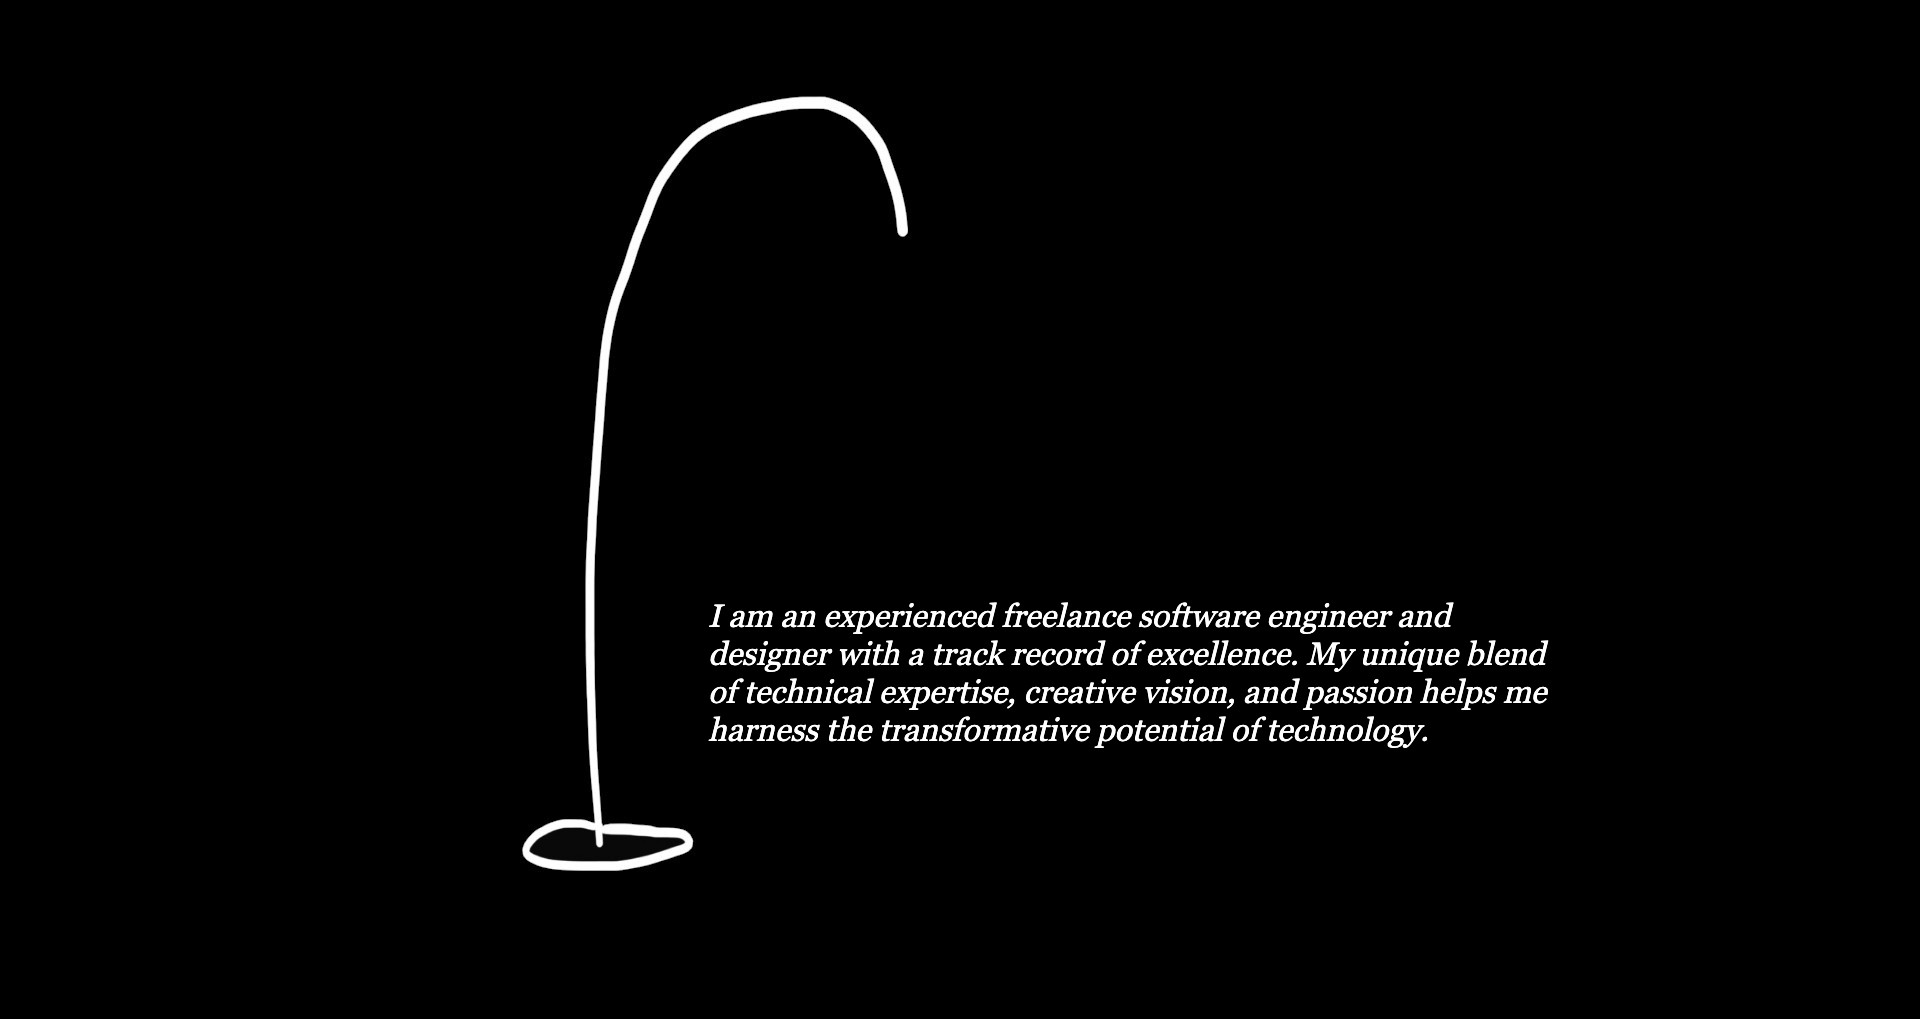 I am an experienced freelance software engineer and
designer with a track record of excellence. My unique blend
of technical expertise, creative vision, and passion helps me
harness the transformative potential of technology.